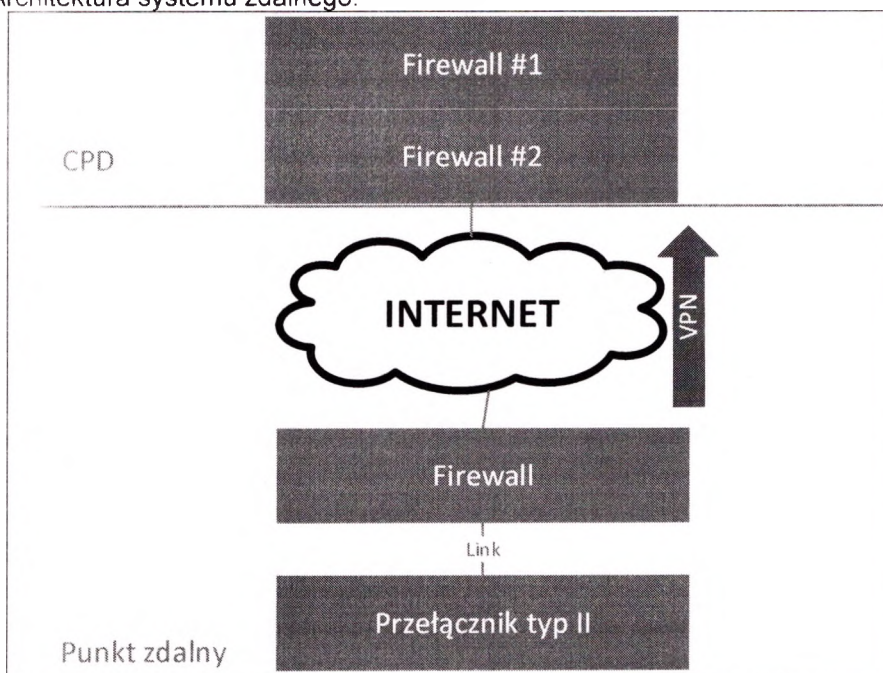 Architektura systemu zdalnego.
Firewall #1
CPD
Firewall #2
INTERNET
VPN
Firewall
Link
Przełącznik typ II
Punkt zdalny